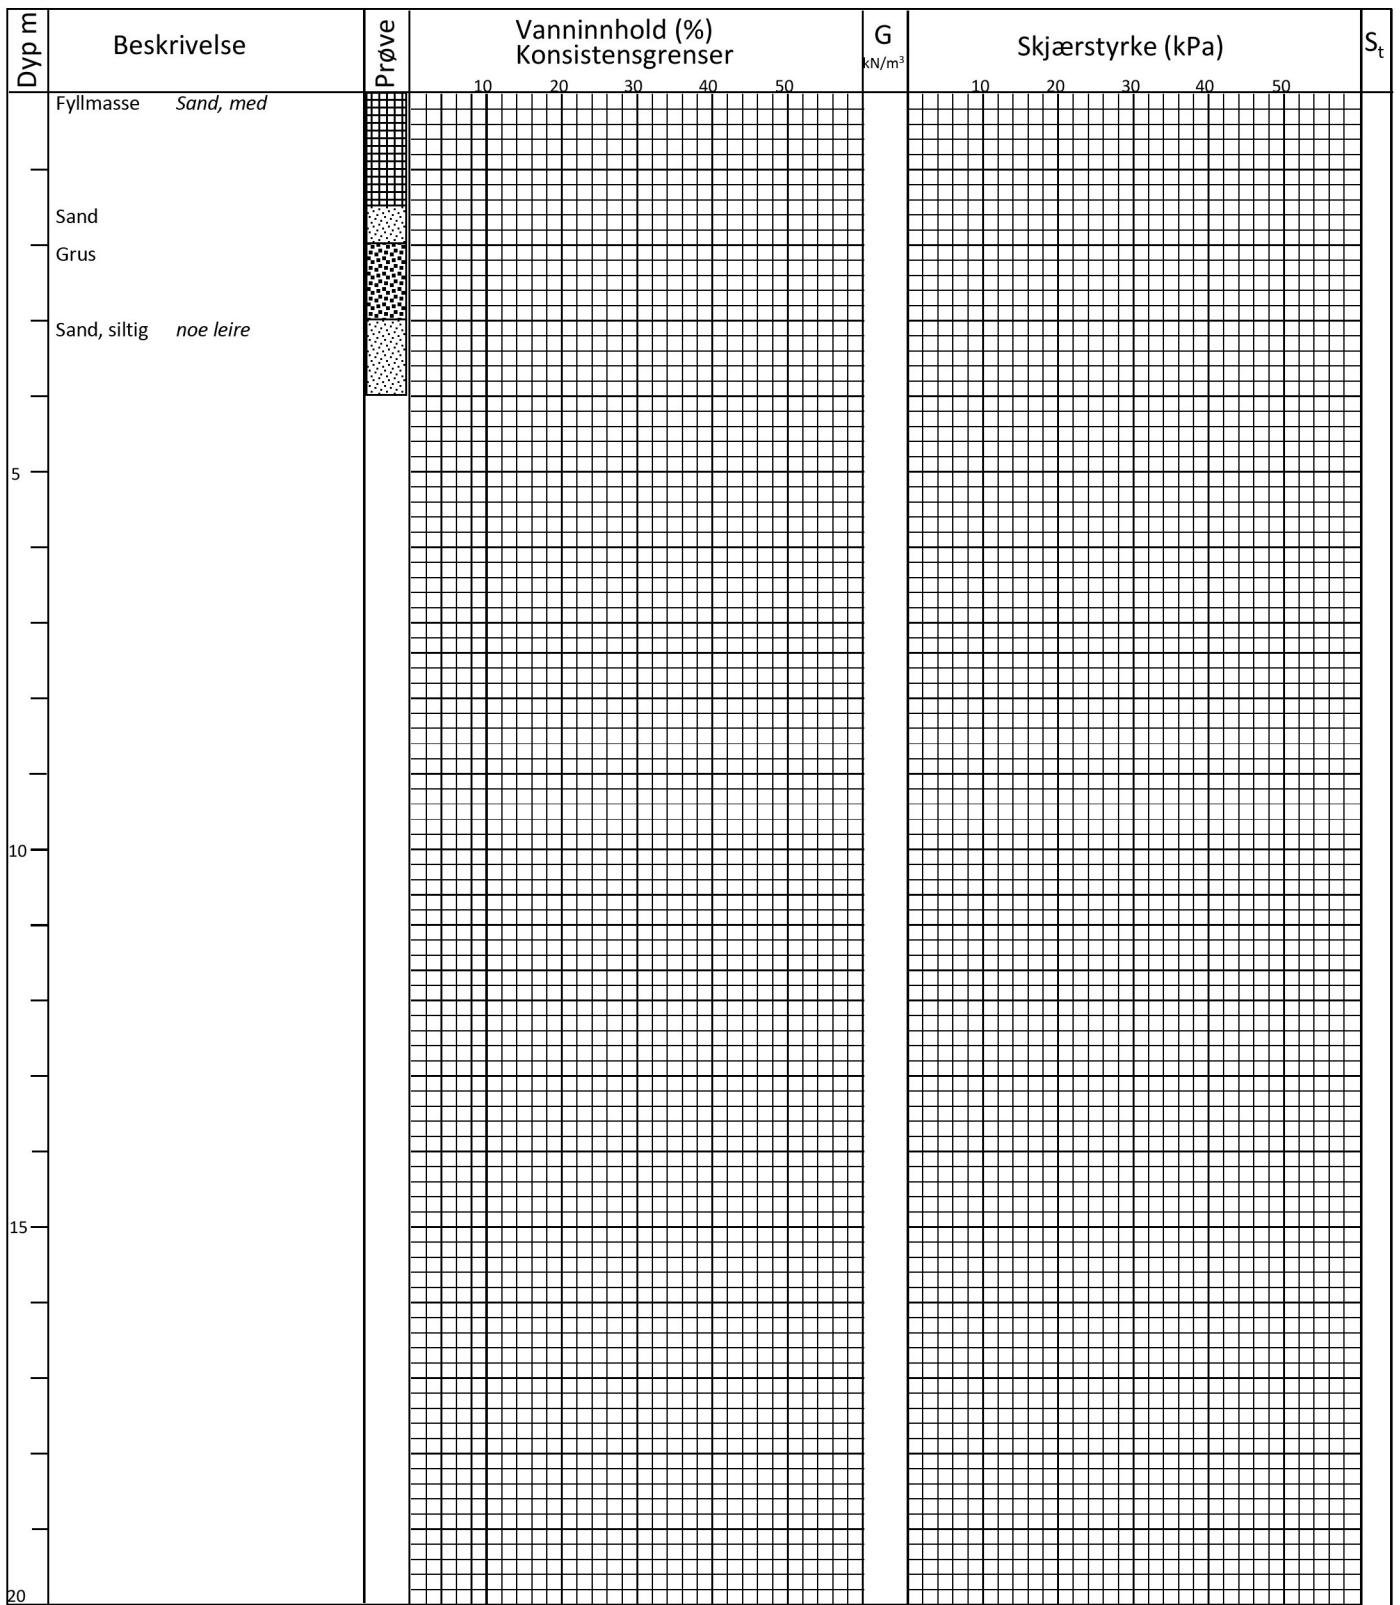 Dyp m
Beskrivelse
Prøve
Vanninnhold (%)
Konsistensgrenser
10 20 30 40 50
G
kN/m³
Skjærstyrke (kPa)
10 20 30 40 50
St
Fyllmasse Sand, med
Sand
Grus
Sand, siltig noe leire
5
10
15
20